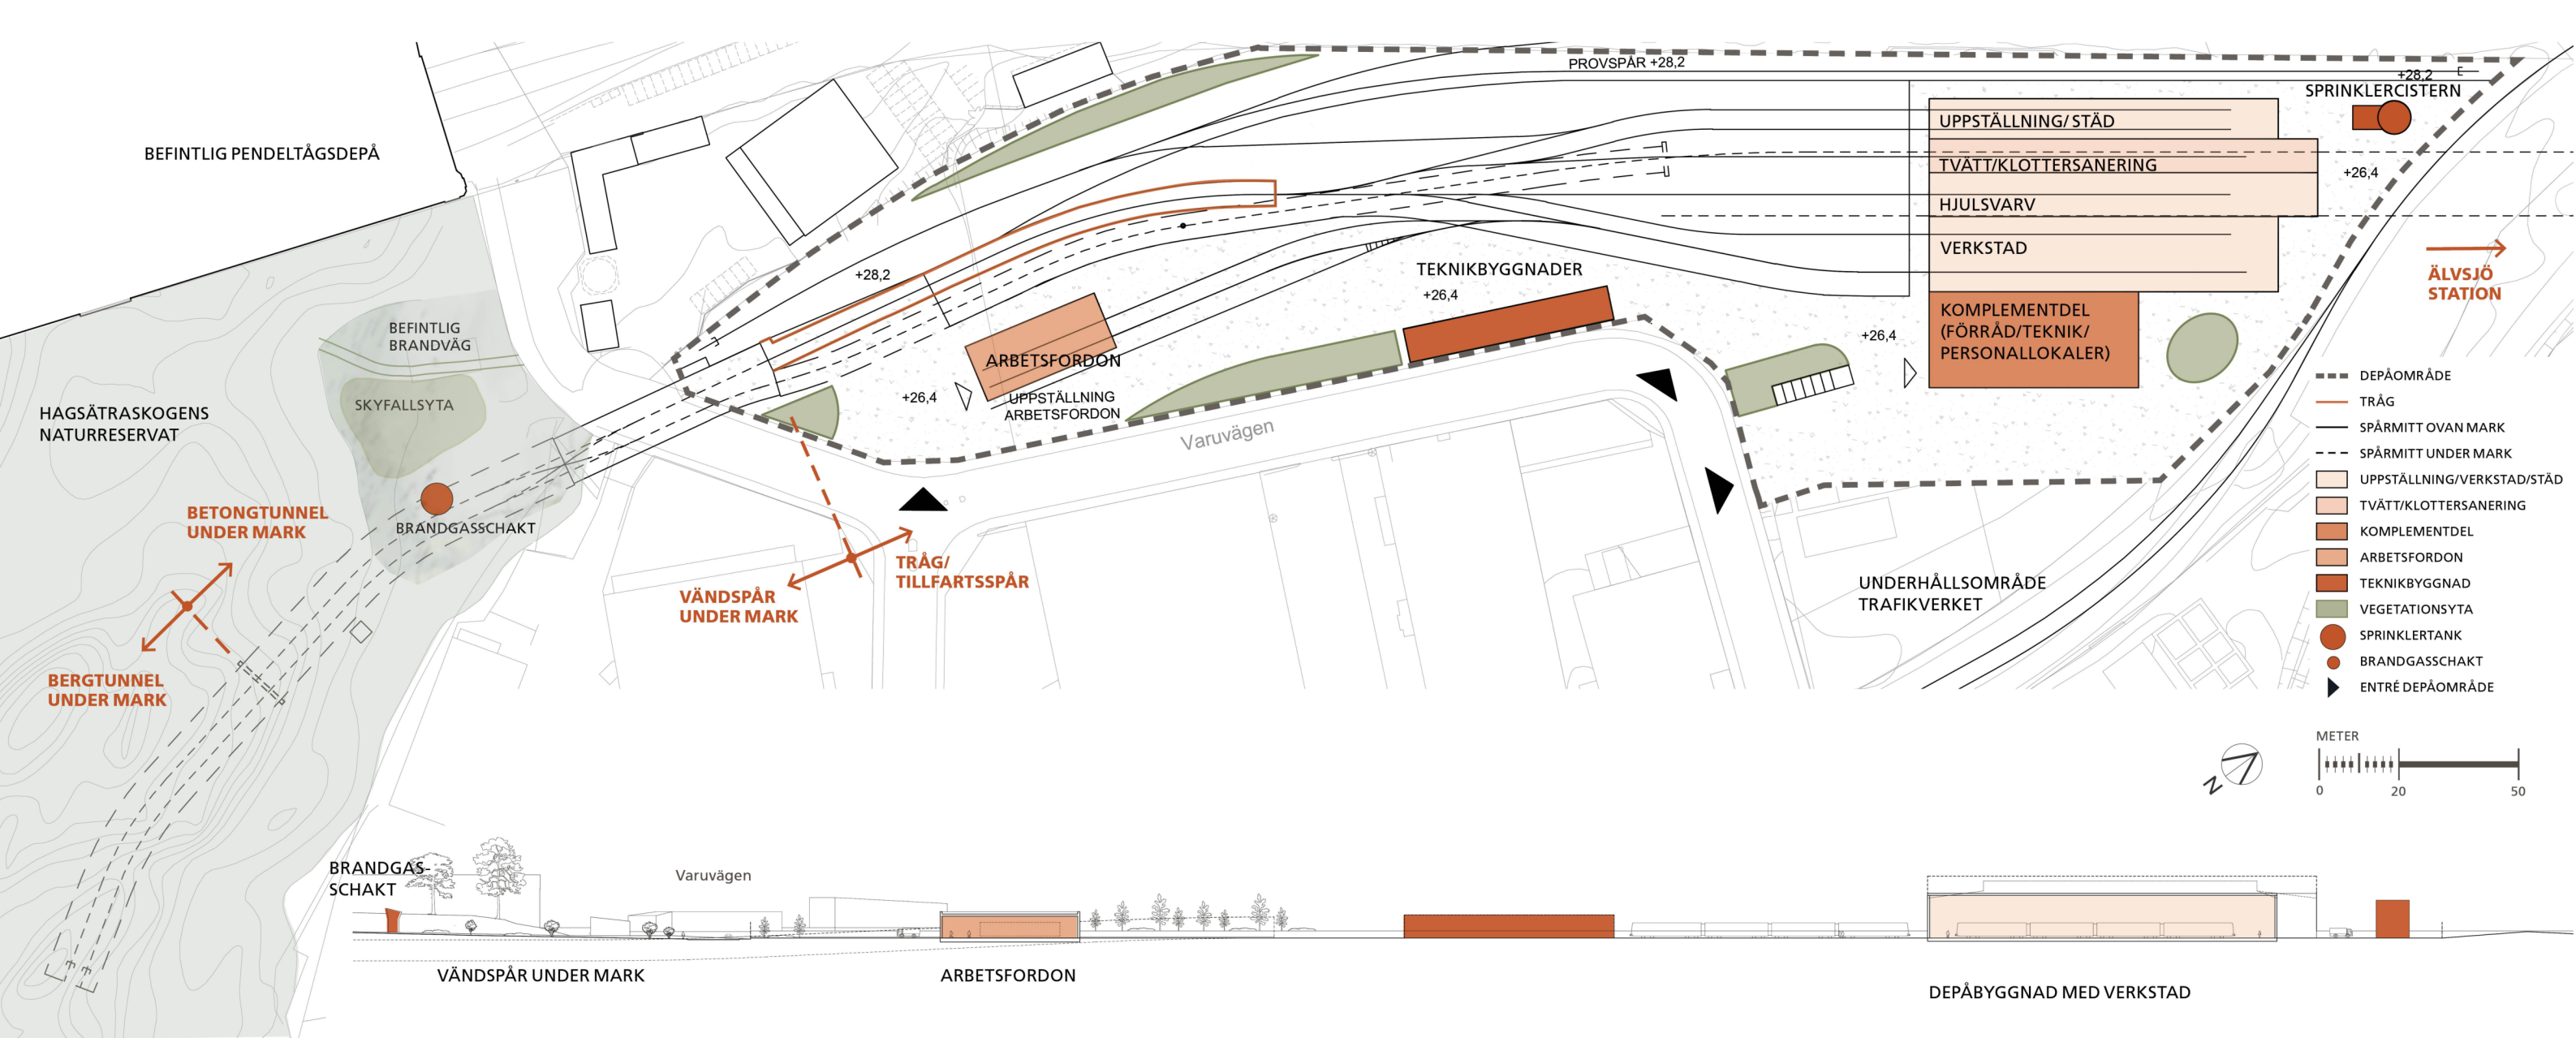 PROVSPÅR +28,2
+28,2
E
SPRINKLERCISTERN
BEFINTLIG PENDELTÅGSDEPÅ
UPPSTÄLLNING/ STÄD
TVÄTT/KLOTTERSANERING
+26,4
HJULSVARV
VERKSTAD
ÄLVSJÖ
STATION
+28,2
TEKNIKBYGGNADER
+26,4
KOMPLEMENTDEL
(FÖRRÅD/TEKNIK/
PERSONALLOKALER)
+26,4
BEFINTLIG
BRANDVÄG
SKYFALLSYTA
HAGSÄTRASKOGENS
NATURRESERVAT
ARBETSFORDON
+26,4
UPPSTÄLLNING
ARBETSFORDON
Varuvägen
BRANDGASSCHAKT
BETONGTUNNEL
UNDER MARK
BERGTUNNEL
UNDER MARK
TRÅG/
TILLFARTSSPÅR
VÄNDSPÅR
UNDER MARK
UNDERHÅLLSOMRÅDE
TRAFIKVERKET
DEPÅOMRÅDE
TRÅG
SPÅRMITT OVAN MARK
SPÅRMITT UNDER MARK
UPPSTÄLLNING/VERKSTAD/STÄD
TVÄTT/KLOTTERSANERING
KOMPLEMENTDEL
ARBETSFORDON
TEKNIKBYGGNAD
VEGETATIONSYTA
SPRINKLERTANK
BRANDGASSCHAKT
ENTRÉ DEPÅOMRÅDE
METER
0 20 50
N
BRANDGAS-
SCHAKT
Varuvägen
VÄNDSPÅR UNDER MARK
ARBETSFORDON
DEPÅBYGGNAD MED VERKSTAD